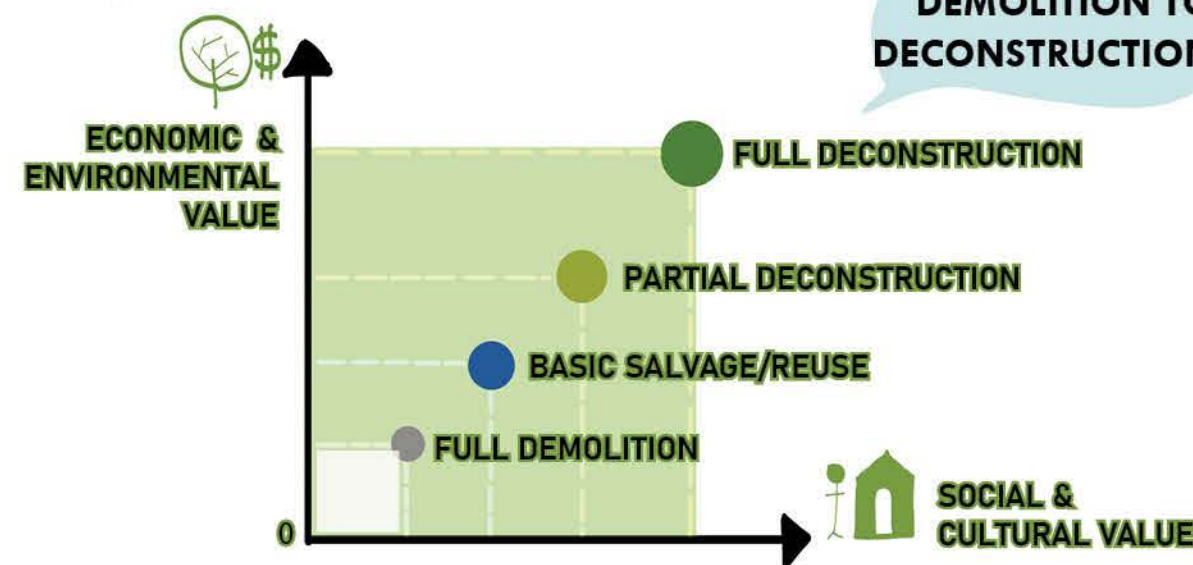 DEMOLITION TO
DECONSTRUCTION
$
ECONOMIC &
ENVIRONMENTAL
VALUE
FULL DECONSTRUCTION
PARTIAL DECONSTRUCTION
BASIC SALVAGE/REUSE
FULL DEMOLITION
0
SOCIAL &
CULTURAL VALUE